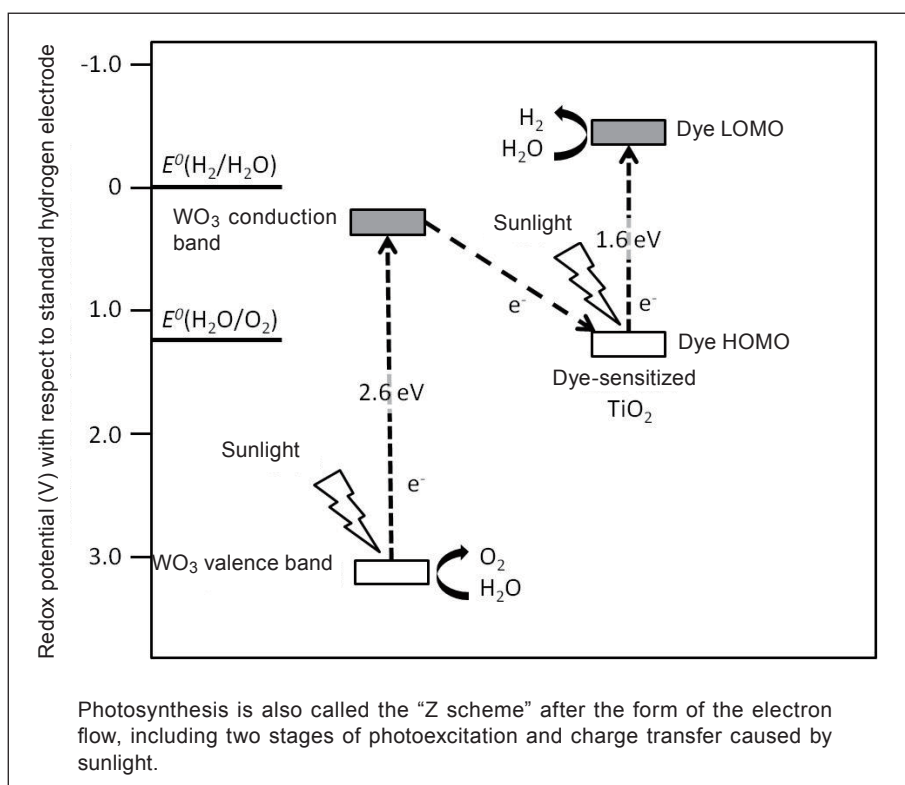 Redox potential (V) with respect to standard hydrogen electrode
-1.0
0
1.0
2.0
3.0
E⁰(H₂/H₂O)
WO₃ conduction
band
E⁰(H₂O/O₂)
2.6 eV
Sunlight
e⁻
WO₃ valence band
O₂
H₂O
e⁻
H₂
H₂O
Dye LOMO
Sunlight
1.6 eV
e⁻
Dye HOMO
Dye-sensitized
TiO₂
Photosynthesis is also called the “Z scheme” after the form of the electron
flow, including two stages of photoexcitation and charge transfer caused by
sunlight.